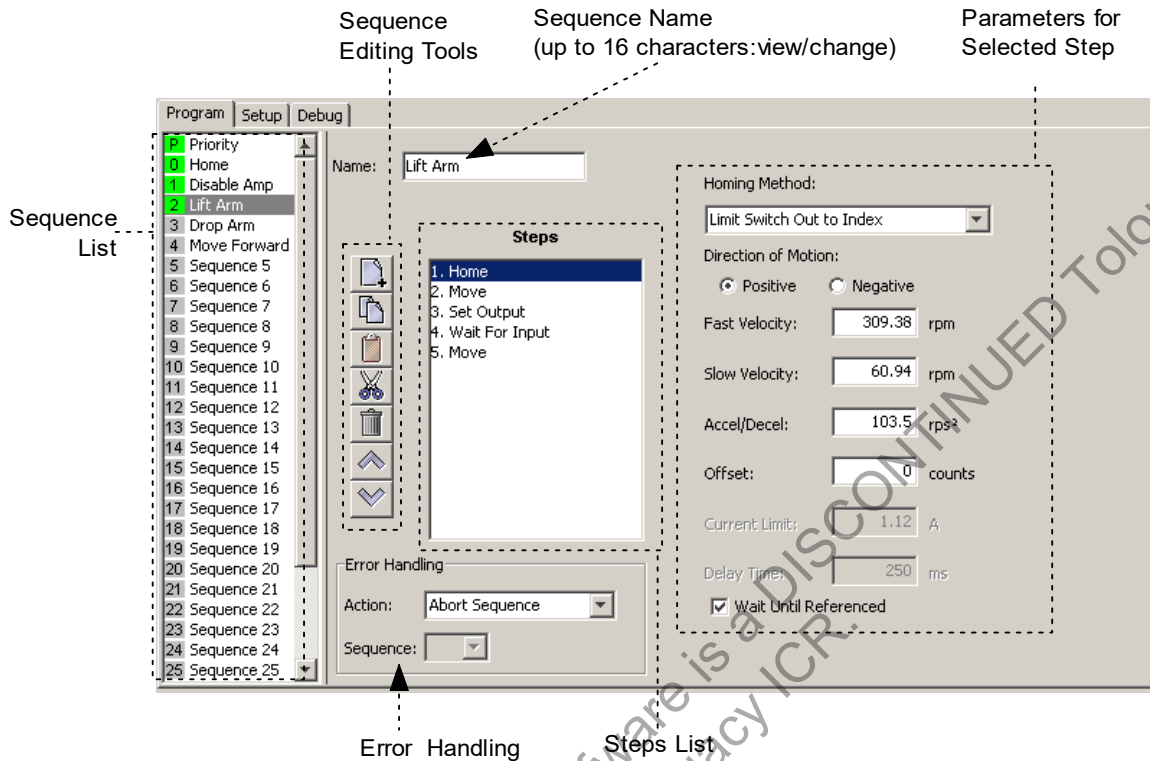 Sequence
Editing Tools
Sequence Name
(up to 16 characters:view/change)
Parameters for
Selected Step
Program
Setup
Debug
P Priority
0 Home
1 Disable Amp
2 Lift Arm
3 Drop Arm
4 Move Forward
5 Sequence 5
6 Sequence 6
7 Sequence 7
8 Sequence 8
9 Sequence 9
10 Sequence 10
11 Sequence 11
12 Sequence 12
13 Sequence 13
14 Sequence 14
15 Sequence 15
16 Sequence 16
17 Sequence 17
18 Sequence 18
19 Sequence 19
20 Sequence 20
21 Sequence 21
22 Sequence 22
23 Sequence 23
24 Sequence 24
25 Sequence 25
Sequence
List
Name: Lift Arm
Steps
1. Home
2. Move
3. Set Output
4. Wait For Input
5. Move
Error Handling
Action: Abort Sequence
Sequence:
Homing Method:
Limit Switch Out to Index
Direction of Motion:
Positive Negative
Fast Velocity: 309.38 rpm
Slow Velocity: 60.94 rpm
Accel/Decel: 103.5 rps²
Offset: 0 counts
Current Limit: 1.12 A
Delay Time: 250 ms
Wait Until Referenced
Error Handling
Steps List
is a DISCONTINUED
ICR.